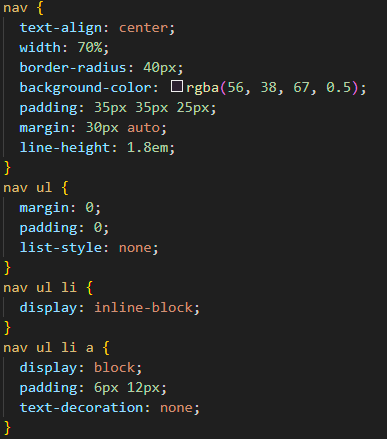 nav {
  text-align: center;
  width: 70%;
  border-radius: 40px;
  background-color: rgba(56, 38, 67, 0.5);
  padding: 35px 35px 25px;
  margin: 30px auto;
  line-height: 1.8em;
}
nav ul {
  margin: 0;
  padding: 0;
  list-style: none;
}
nav ul li {
  display: inline-block;
}
nav ul li a {
  display: block;
  padding: 6px 12px;
  text-decoration: none;
}